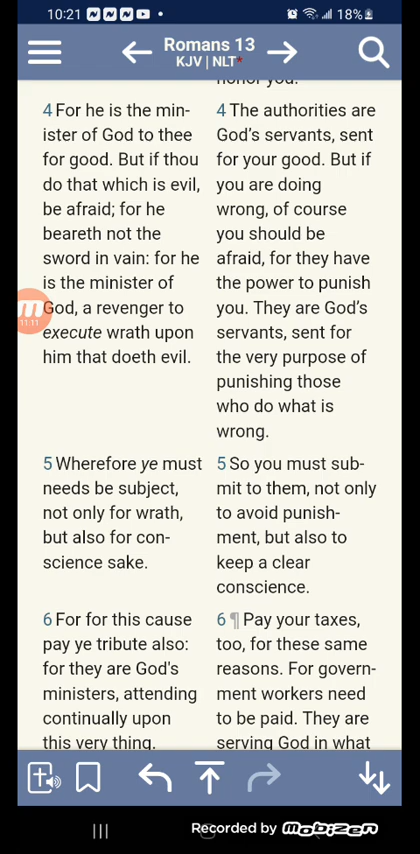 10:21
18%
Romans 13
KJV | NLT*
honor you.
4 For he is the min-
ister of God to thee
for good. But if thou
do that which is evil,
be afraid; for he
beareth not the
sword in vain: for he
is the minister of
God, a revenger to
execute wrath upon
him that doeth evil.
4 The authorities are
God's servants, sent
for your good. But if
you are doing
wrong, of course
you should be
afraid, for they have
the power to punish
you. They are God's
servants, sent for
the very purpose of
punishing those
who do what is
wrong.
11:11
5 Wherefore ye must
needs be subject,
not only for wrath,
but also for con-
science sake.
5 So you must sub-
mit to them, not only
to avoid punish-
ment, but also to
keep a clear
conscience.
6 For for this cause
pay ye tribute also:
for they are God's
ministers, attending
continually upon
this very thing.
6 ¶ Pay your taxes,
too, for these same
reasons. For govern-
ment workers need
to be paid. They are
serving God in what
Recorded by Mobizen